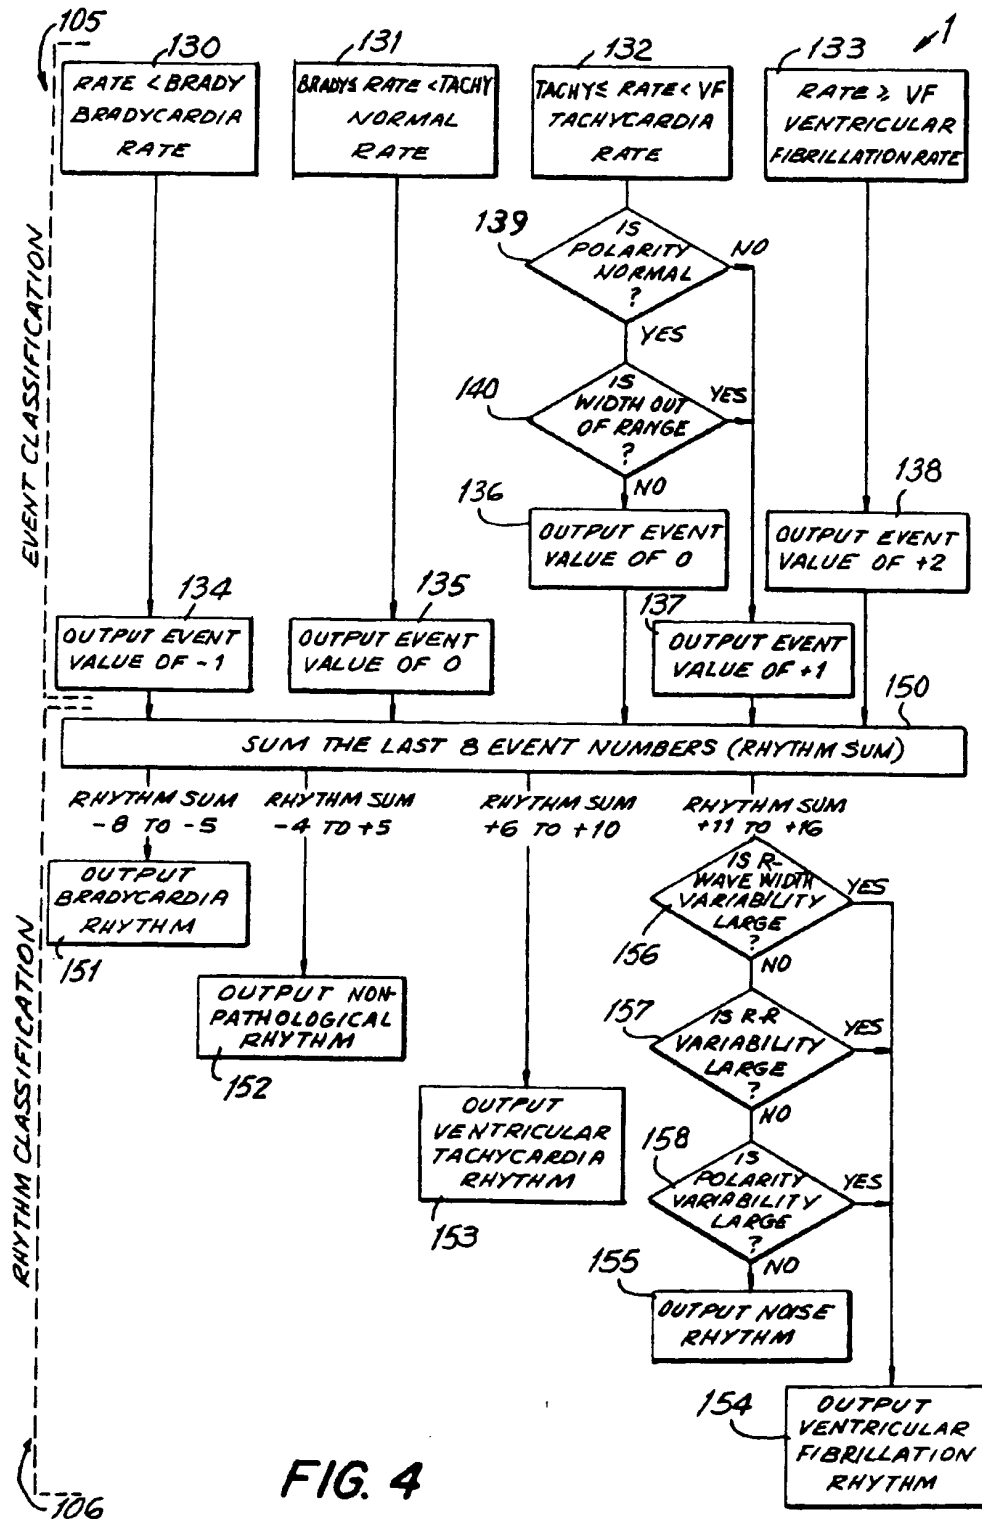 105
1
130
131
132
133
RATE < BRADY
BRADYCARDIA
RATE
BRADY≤ RATE < TACHY
NORMAL
RATE
TACHY ≤ RATE < VF
TACHYCARDIA
RATE
RATE ≥ VF
VENTRICULAR
FIBRILLATION RATE
EVENT CLASSIFICATION
139
IS
POLARITY
NORMAL
?
NO
YES
140
IS
WIDTH OUT
OF RANGE
?
YES
NO
136
138
OUTPUT EVENT
VALUE OF 0
OUTPUT EVENT
VALUE OF +2
134
135
137
OUTPUT EVENT
VALUE OF -1
OUTPUT EVENT
VALUE OF 0
OUTPUT EVENT
VALUE OF +1
150
SUM THE LAST 8 EVENT NUMBERS (RHYTHM SUM)
RHYTHM SUM
-8 TO -5
RHYTHM SUM
-4 TO +5
RHYTHM SUM
+6 TO +10
RHYTHM SUM
+11 TO +16
RHYTHM CLASSIFICATION
OUTPUT
BRADYCARDIA
RHYTHM
151
IS R-
WAVE WIDTH
VARIABILITY
LARGE
?
YES
156
NO
OUTPUT NON-
PATHOLOGICAL
RHYTHM
152
157
IS R-R
VARIABILITY
LARGE
?
YES
NO
OUTPUT
VENTRICULAR
TACHYCARDIA
RHYTHM
153
158
IS
POLARITY
VARIABILITY
LARGE
?
YES
NO
155
OUTPUT NOISE
RHYTHM
154
OUTPUT
VENTRICULAR
FIBRILLATION
RHYTHM
FIG. 4
106